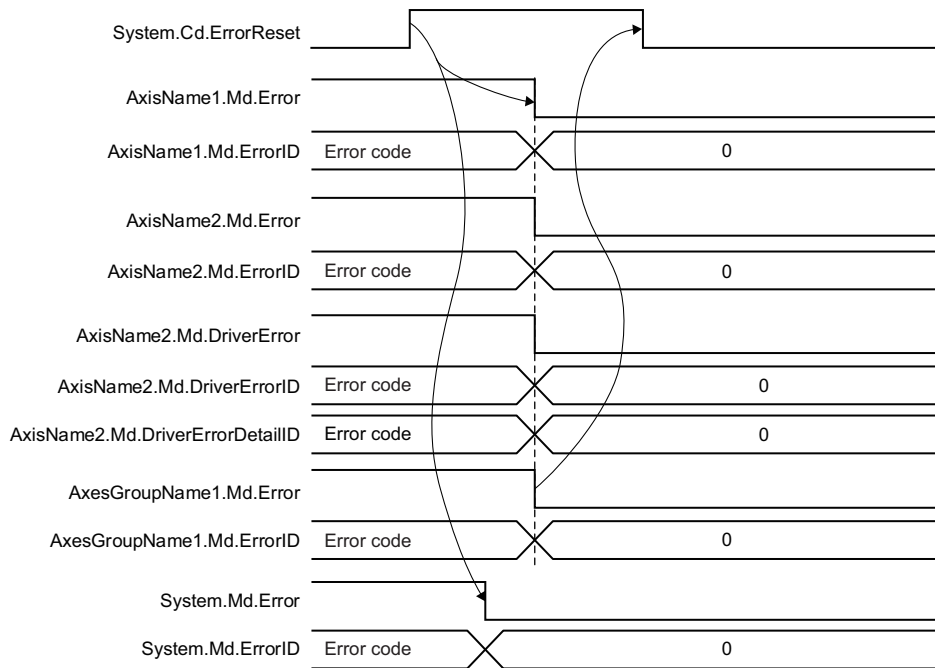 System.Cd.ErrorReset
AxisName1.Md.Error
AxisName1.Md.ErrorID Error code 0
AxisName2.Md.Error
AxisName2.Md.ErrorID Error code 0
AxisName2.Md.DriverError
AxisName2.Md.DriverErrorID Error code 0
AxisName2.Md.DriverErrorDetailID Error code 0
AxesGroupName1.Md.Error
AxesGroupName1.Md.ErrorID Error code 0
System.Md.Error
System.Md.ErrorID Error code 0